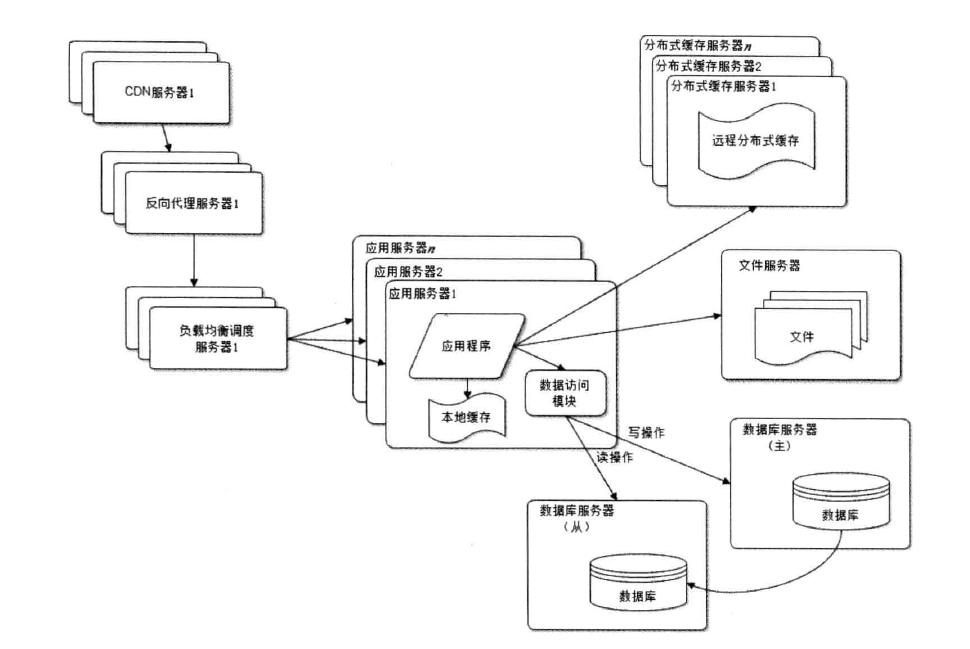 CDN服务器1
反向代理服务器1
负载均衡调度
服务器1
应用服务器n
应用服务器2
应用服务器1
应用程序
本地缓存
数据访问
模块
分布式缓存服务器n
分布式缓存服务器2
分布式缓存服务器1
远程分布式缓存
文件服务器
文件
写操作
读操作
数据库服务器
（主）
数据库
数据库服务器
（从）
数据库